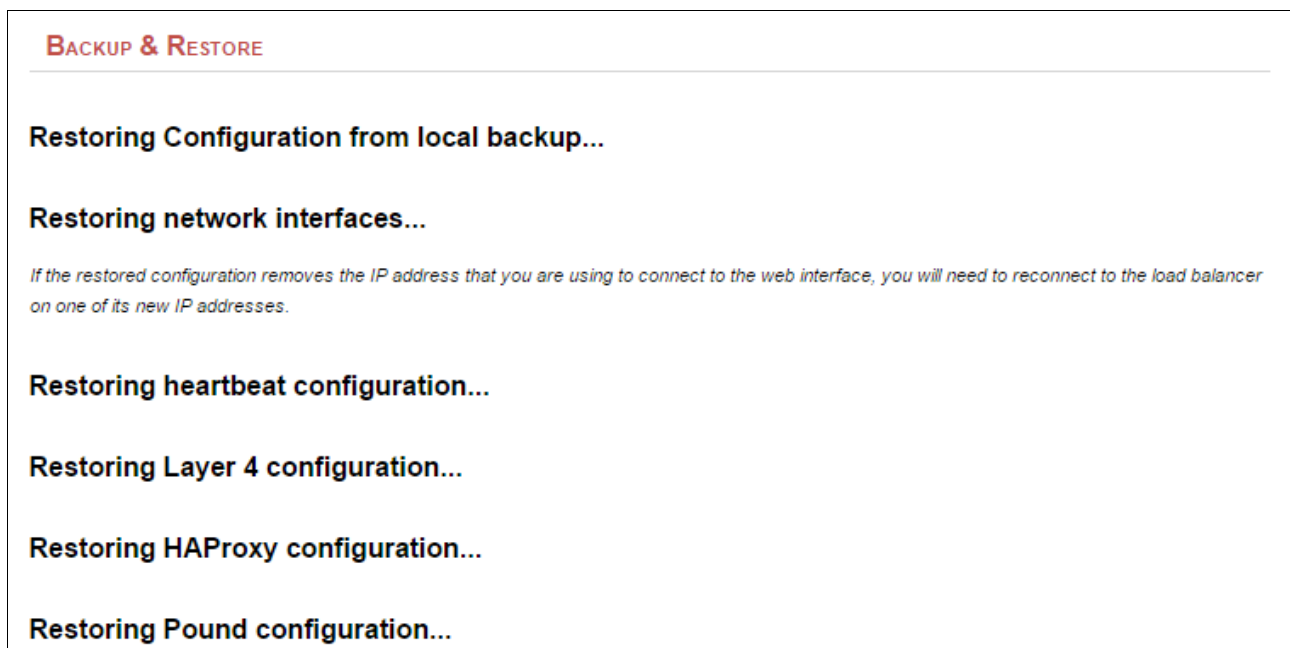 BACKUP & RESTORE
Restoring Configuration from local backup...
Restoring network interfaces...
If the restored configuration removes the IP address that you are using to connect to the web interface, you will need to reconnect to the load balancer
on one of its new IP addresses.
Restoring heartbeat configuration...
Restoring Layer 4 configuration...
Restoring HAProxy configuration...
Restoring Pound configuration...